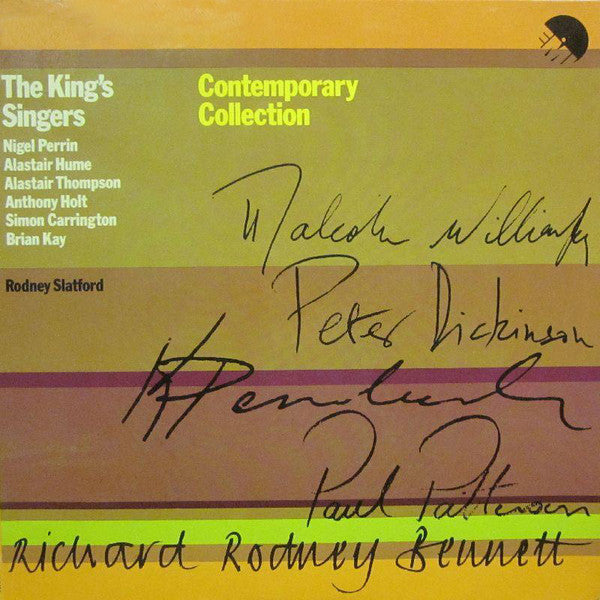 The King's
Singers
Nigel Perrin
Alastair Hume
Alastair Thompson
Anthony Holt
Simon Carrington
Brian Kay
Rodney Slatford
Contemporary
Collection
Malcolm Williamson
Peter Dickinson
K Penderecki
Paul Patterson
Richard Rodney Bennett